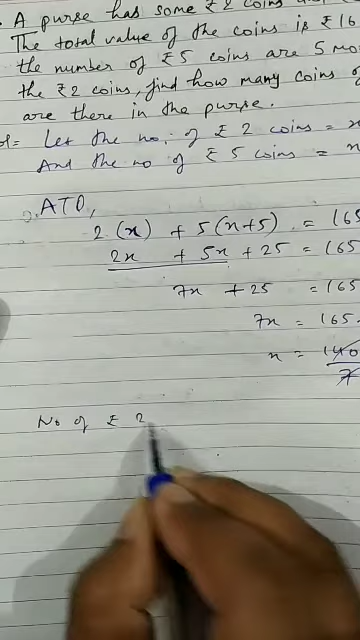 A purse has some ₹2 coins and
The total value of the coins is ₹16
the number of ₹5 coins are 5 mo
the ₹2 coins, find how many coins of
are there in the purse.
Let the no. of ₹ 2 coins = x
And the no of ₹ 5 coins = x
ATQ,
2(x) + 5(x+5) = 165
2x + 5x + 25 = 165
7x + 25 = 165
7x = 165
x = 140
7
No of ₹ 2